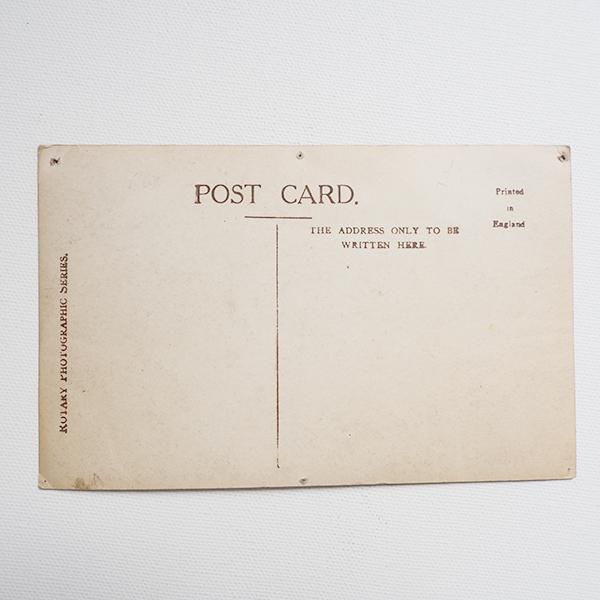 POST CARD.
Printed
in
England
THE ADDRESS ONLY TO BE
WRITTEN HERE.
ROTARY PHOTOGRAPHIC SERIES.